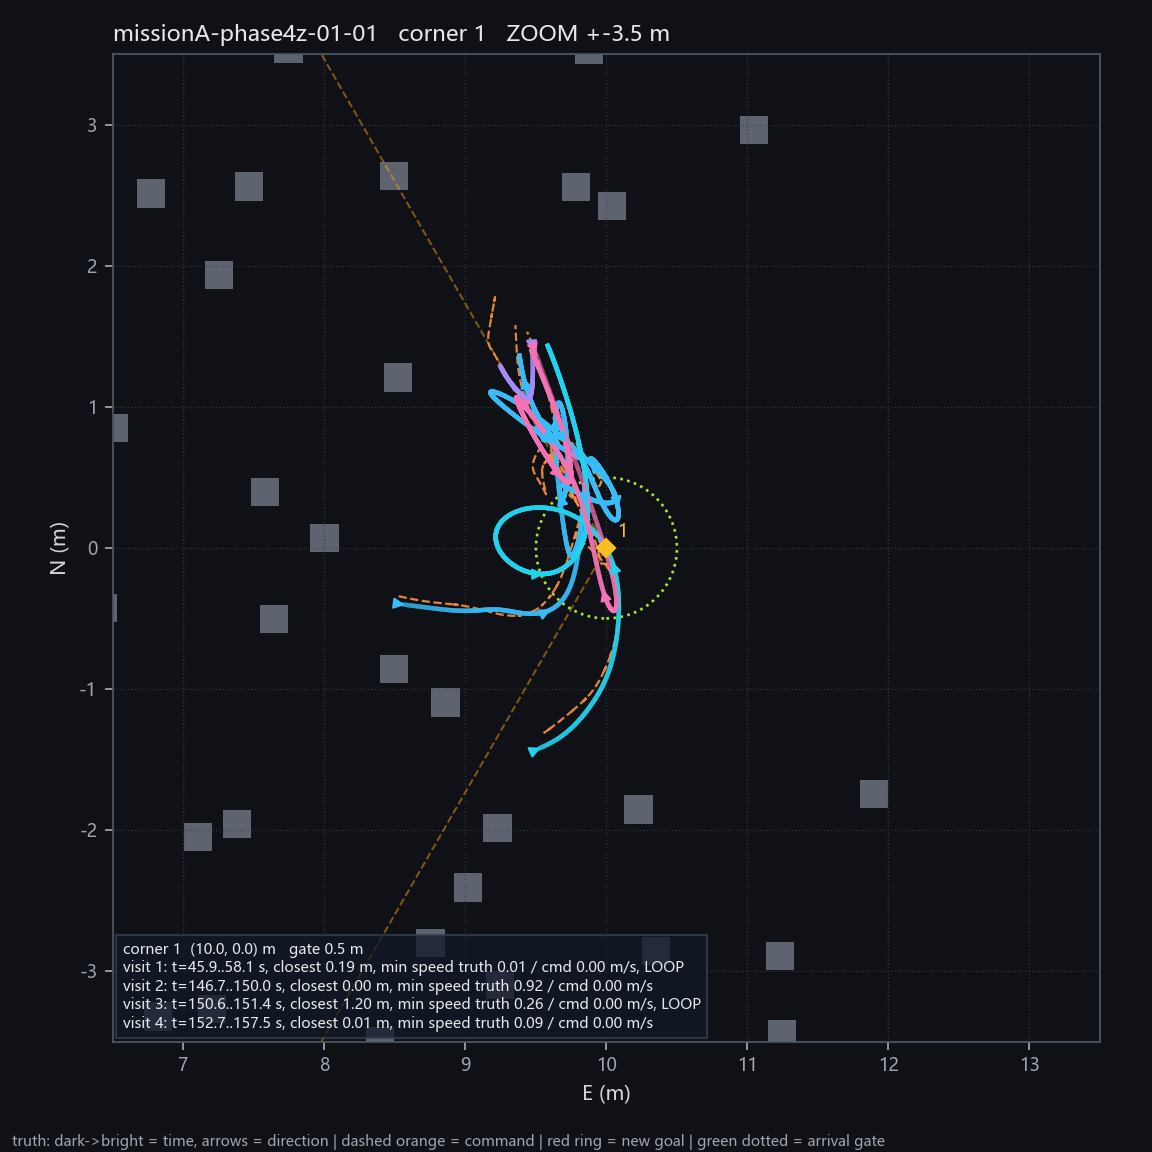 missionA-phase4z-01-01   corner 1   ZOOM +-3.5 m
3
2
1
0
-1
-2
-3
N (m)
1
corner 1  (10.0, 0.0) m   gate 0.5 m
visit 1: t=45.9..58.1 s, closest 0.19 m, min speed truth 0.01 / cmd 0.00 m/s, LOOP
visit 2: t=146.7..150.0 s, closest 0.00 m, min speed truth 0.92 / cmd 0.00 m/s
visit 3: t=150.6..151.4 s, closest 1.20 m, min speed truth 0.26 / cmd 0.00 m/s, LOOP
visit 4: t=152.7..157.5 s, closest 0.01 m, min speed truth 0.09 / cmd 0.00 m/s
7 8 9 10 11 12 13
E (m)
truth: dark->bright = time, arrows = direction | dashed orange = command | red ring = new goal | green dotted = arrival gate